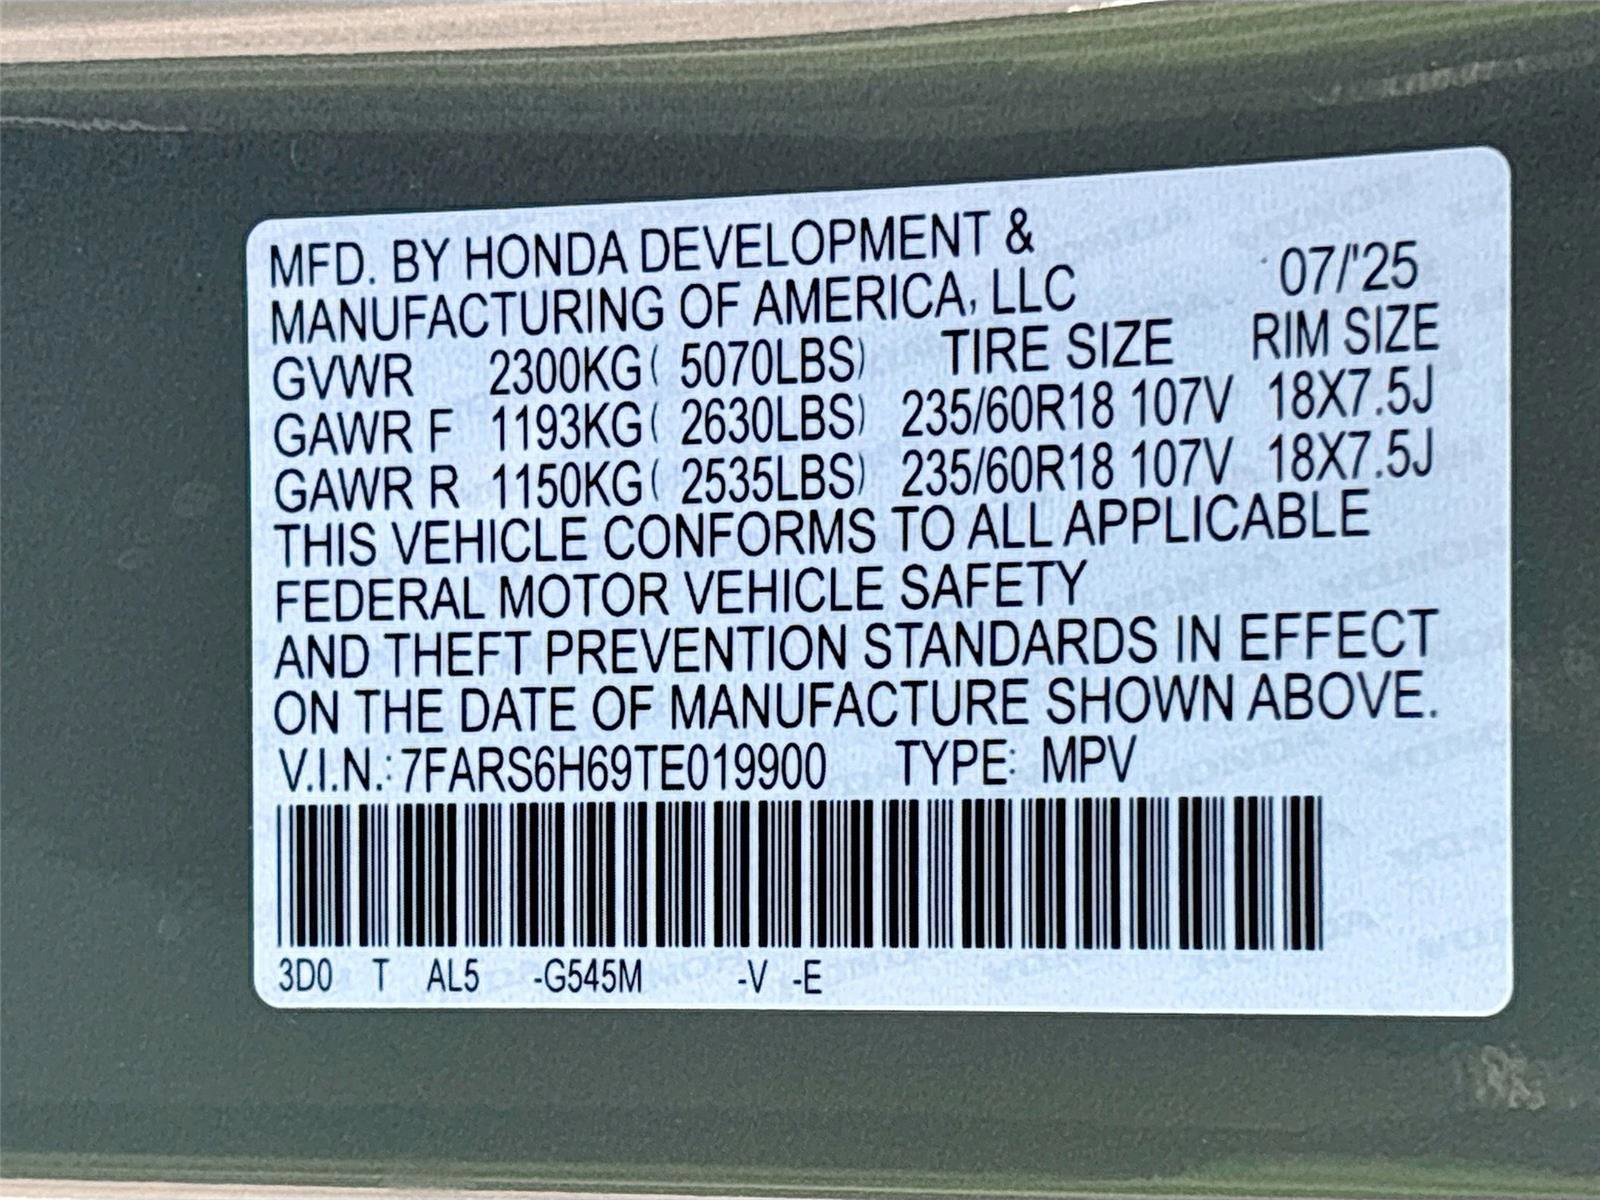 MFD. BY HONDA DEVELOPMENT &
MANUFACTURING OF AMERICA, LLC 07/'25
GVWR 2300KG( 5070LBS) TIRE SIZE RIM SIZE
GAWR F 1193KG( 2630LBS) 235/60R18 107V 18X7.5J
GAWR R 1150KG( 2535LBS) 235/60R18 107V 18X7.5J
THIS VEHICLE CONFORMS TO ALL APPLICABLE
FEDERAL MOTOR VEHICLE SAFETY
AND THEFT PREVENTION STANDARDS IN EFFECT
ON THE DATE OF MANUFACTURE SHOWN ABOVE.
V.I.N.: 7FARS6H69TE019900 TYPE: MPV
3D0 T AL5 -G545M -V -E